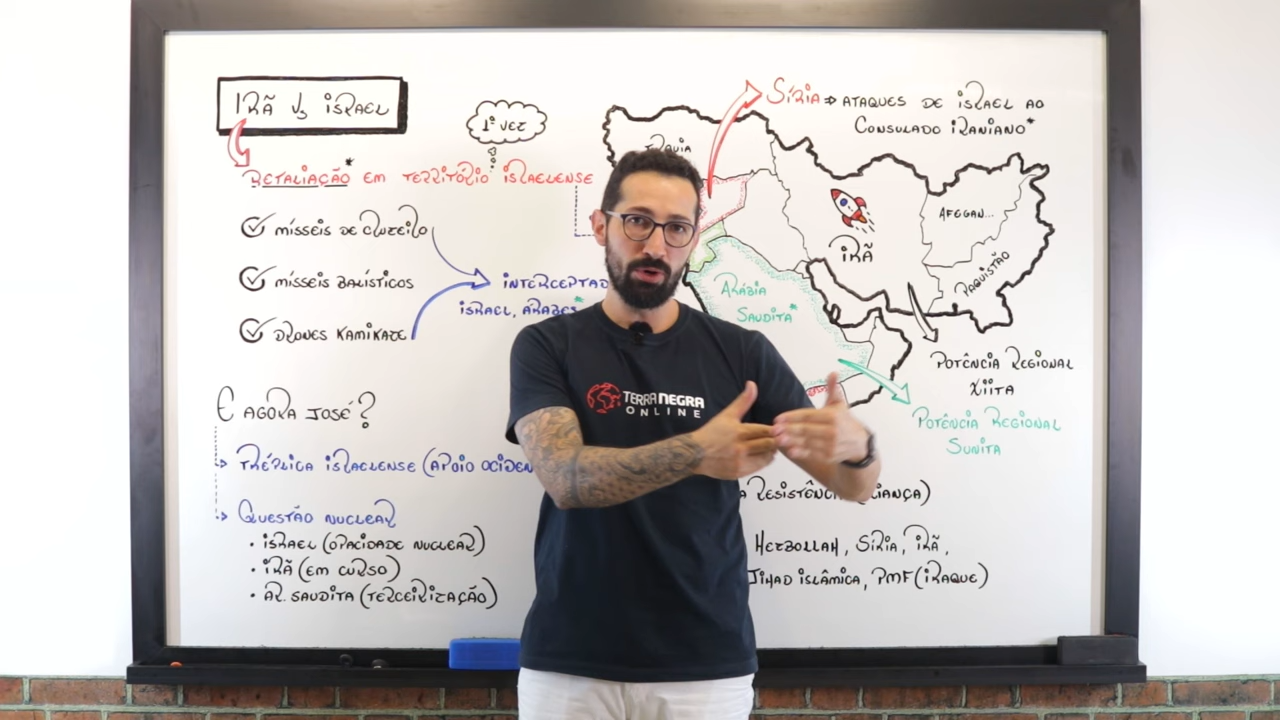 IRÃ VS ISRAEL
1ª VEZ
RETALIAÇÃO* EM TERRITÓRIO ISRAELENSE
MÍSSEIS DE CRUZEIRO
MÍSSEIS BALÍSTICOS
DRONES KAMIKAZE
INTERCEPTAD
ISRAEL, ÁRABES*
E AGORA JOSÉ?
TRÉPLICA ISRAELENSE (APOIO OCIDEN
QUESTÃO NUCLEAR
• ISRAEL (OPACIDADE NUCLEAR)
• IRÃ (EM CURSO)
• AR. SAUDITA (TERCEIRIZAÇÃO)
SÍRIA ⇒ ATAQUES DE ISRAEL AO
CONSULADO IRANIANO*
IRÃ
AFEGAN...
PAQUISTÃO
ARÁBIA
SAUDITA*
POTÊNCIA REGIONAL
XIITA
POTÊNCIA REGIONAL
SUNITA
A RESISTÊNCIA
HEZBOLLAH, SÍRIA, IRÃ,
JIHAD ISLÂMICA, PMF (IRAQUE)
TERRA NEGRA
ONLINE